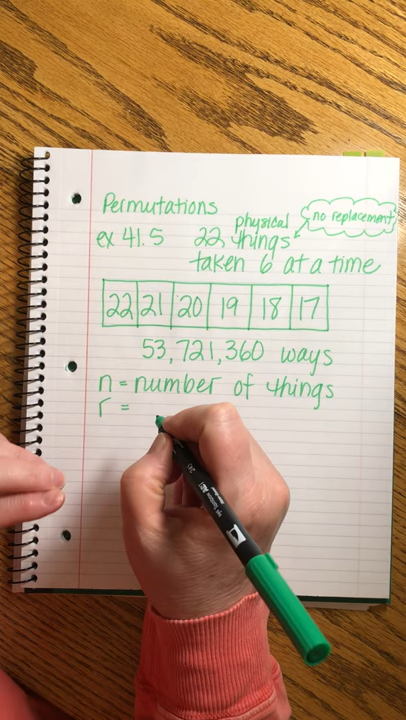 Permutations
ex 41.5 22 things
physical
no replacement
taken 6 at a time
22 21 20 19 18 17
53,721,360 ways
n = number of things
r =